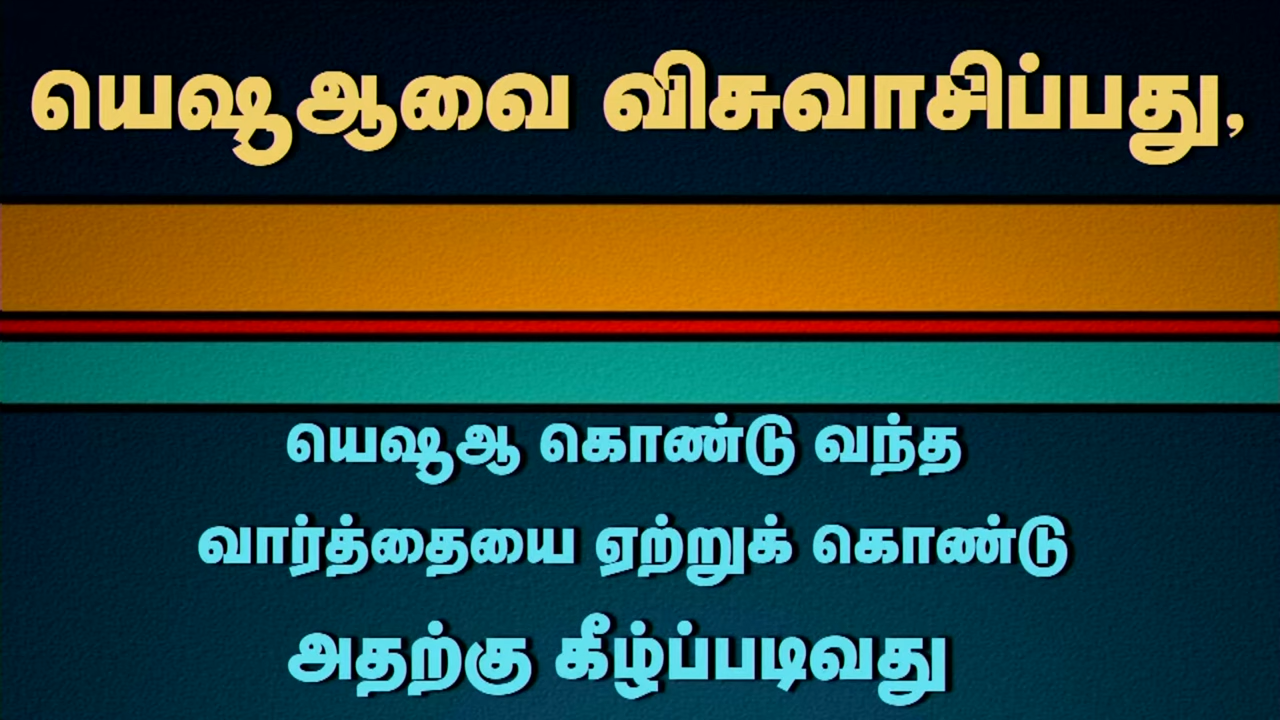 யெஷூஆவை விசுவாசிப்பது,
யெஷூஆ கொண்டு வந்த
வார்த்தையை ஏற்றுக் கொண்டு
அதற்கு கீழ்ப்படிவது